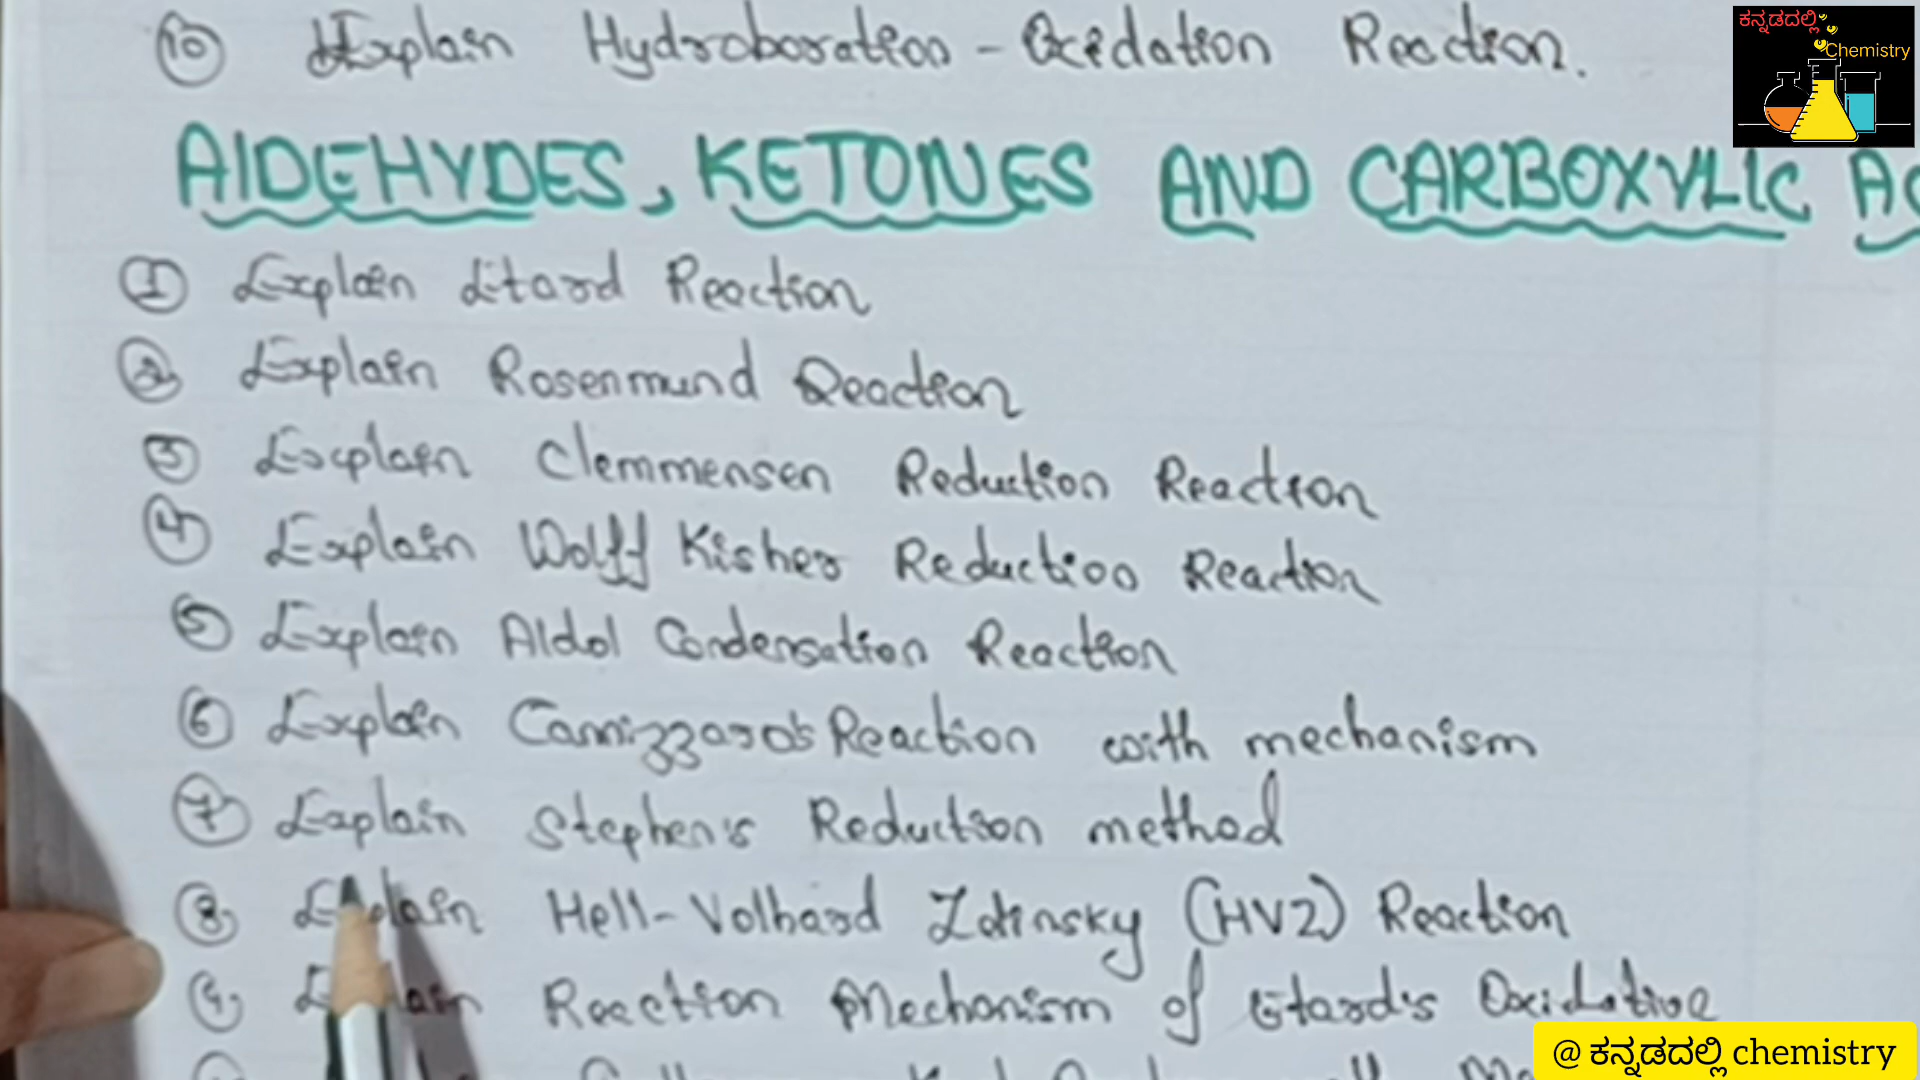 ಕನ್ನಡದಲ್ಲಿ
Chemistry
10 Explain Hydroboration - Oxidation Reaction.
AlDEHYDES, KETONES AND CARBOXYLIC AC
1 Explain Etard Reaction
2 Explain Rosenmund Reaction
3 Explain Clemmensen Reduction Reaction
4 Explain Wolff Kisher Reduction Reaction
5 Explain Aldol Condensation Reaction
6 Explain Cannizzaro's Reaction with mechanism
7 Explain Stephen's Reduction method
8 Explain Hell-Volhard Zelinsky (HVZ) Reaction
9 Explain Reaction Mechanism of Etard's Oxidative
@ ಕನ್ನಡದಲ್ಲಿ chemistry